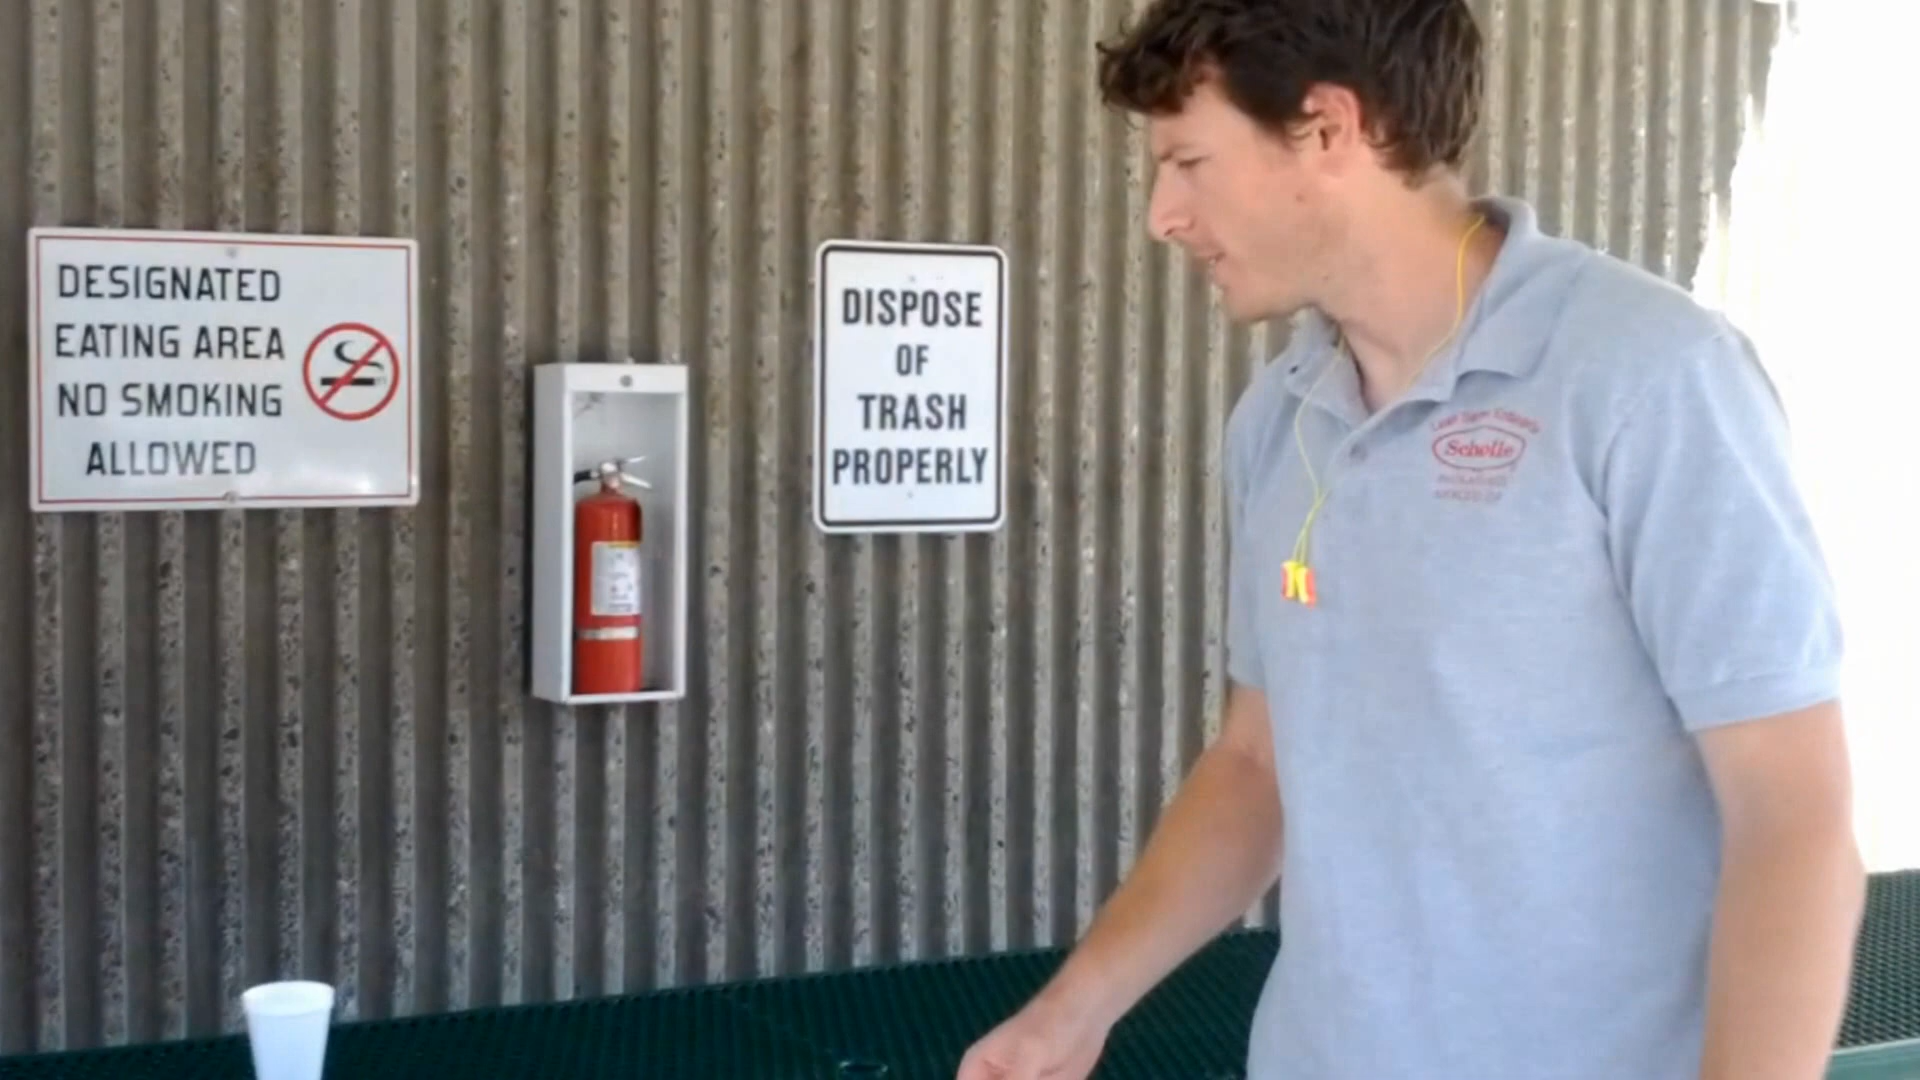 DESIGNATED
EATING AREA
NO SMOKING
ALLOWED
DISPOSE
OF
TRASH
PROPERLY
Scholle